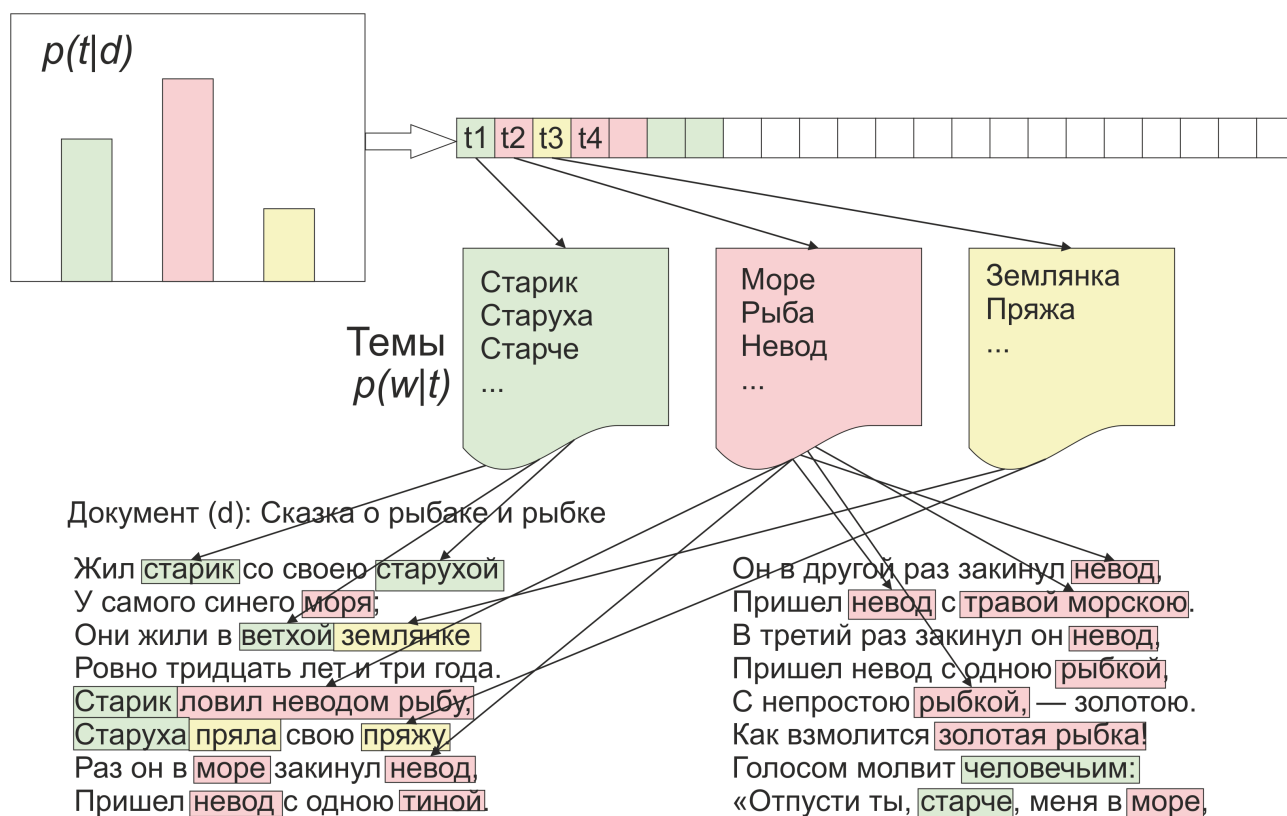 p(t|d)
t1 t2 t3 t4
Темы
p(w|t)
Старик
Старуха
Старче
...
Море
Рыба
Невод
...
Землянка
Пряжа
...
Документ (d): Сказка о рыбаке и рыбке
Жил старик со своею старухой
У самого синего моря;
Они жили в ветхой землянке
Ровно тридцать лет и три года.
Старик ловил неводом рыбу,
Старуха пряла свою пряжу.
Раз он в море закинул невод,
Пришел невод с одною тиной.
Он в другой раз закинул невод,
Пришел невод с травой морскою.
В третий раз закинул он невод,
Пришел невод с одною рыбкой,
С непростою рыбкой, — золотою.
Как взмолится золотая рыбка!
Голосом молвит человечьим:
«Отпусти ты, старче, меня в море,